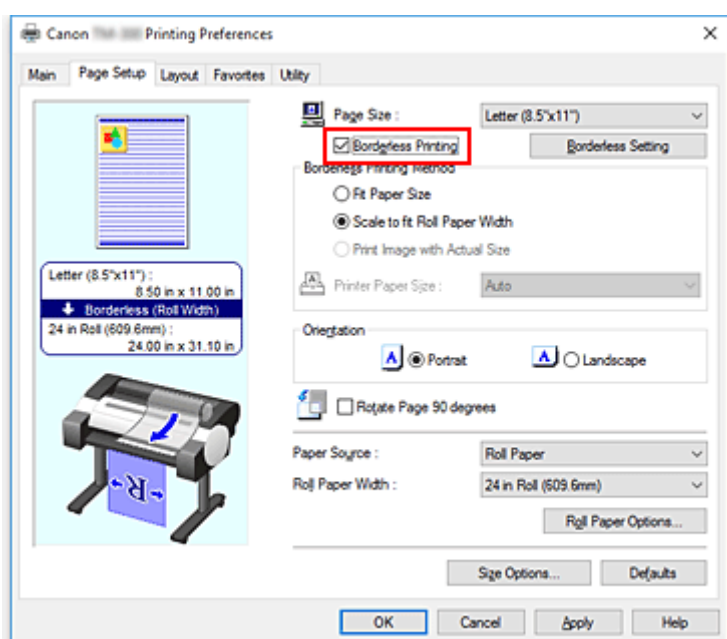 Canon Printing Preferences
Main Page Setup Layout Favorites Utility
Page Size : Letter (8.5"x11")
Borderless Printing Borderless Setting
Borderless Printing Method
Fit Paper Size
Scale to fit Roll Paper Width
Print Image with Actual Size
Printer Paper Size : Auto
Letter (8.5"x11") :
8.50 in x 11.00 in
Borderless (Roll Width)
24 in Roll (609.6mm) :
24.00 in x 31.10 in
Orientation
A Portrait A Landscape
Rotate Page 90 degrees
Paper Source : Roll Paper
Roll Paper Width : 24 in Roll (609.6mm)
Roll Paper Options...
Size Options... Defaults
OK Cancel Apply Help
R